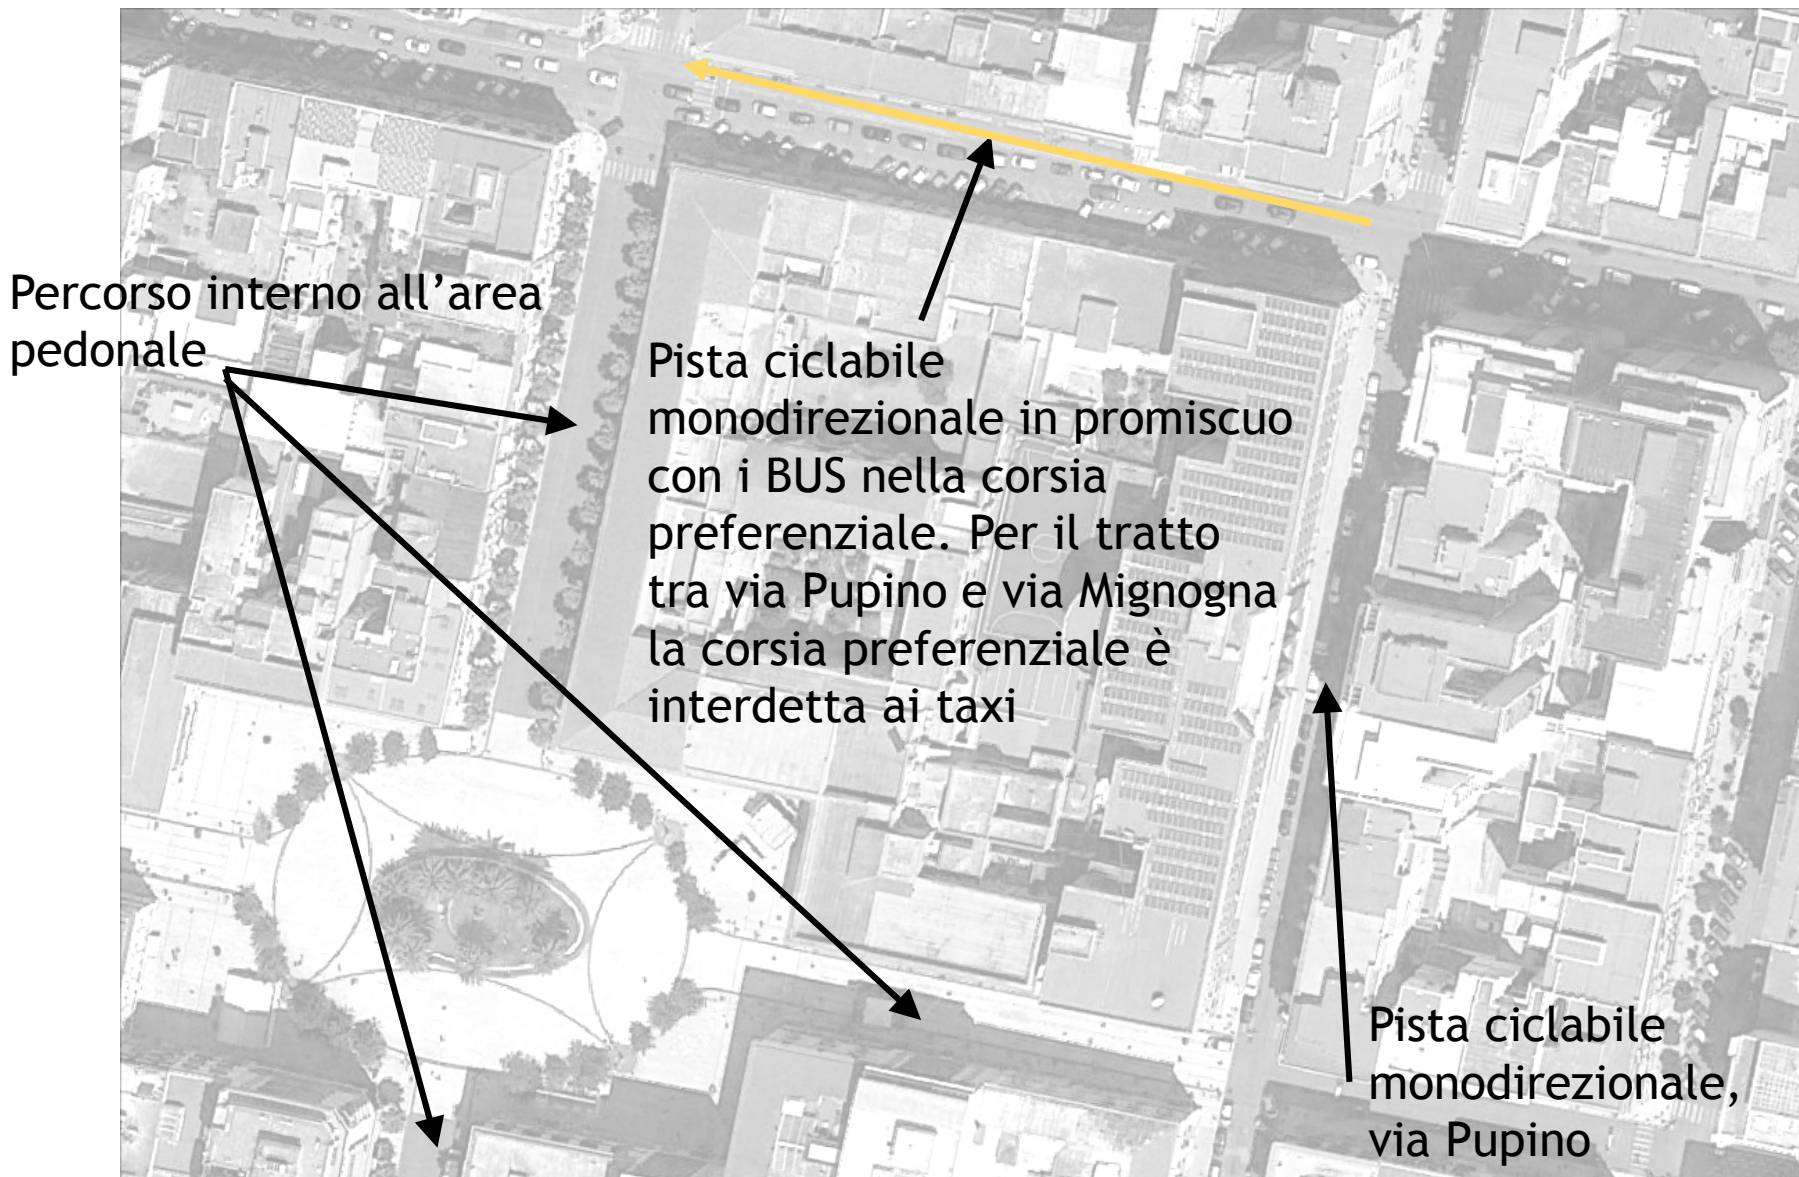 Percorso interno all’area
pedonale
Pista ciclabile
monodirezionale in promiscuo
con i BUS nella corsia
preferenziale. Per il tratto
tra via Pupino e via Mignogna
la corsia preferenziale è
interdetta ai taxi
Pista ciclabile
monodirezionale,
via Pupino